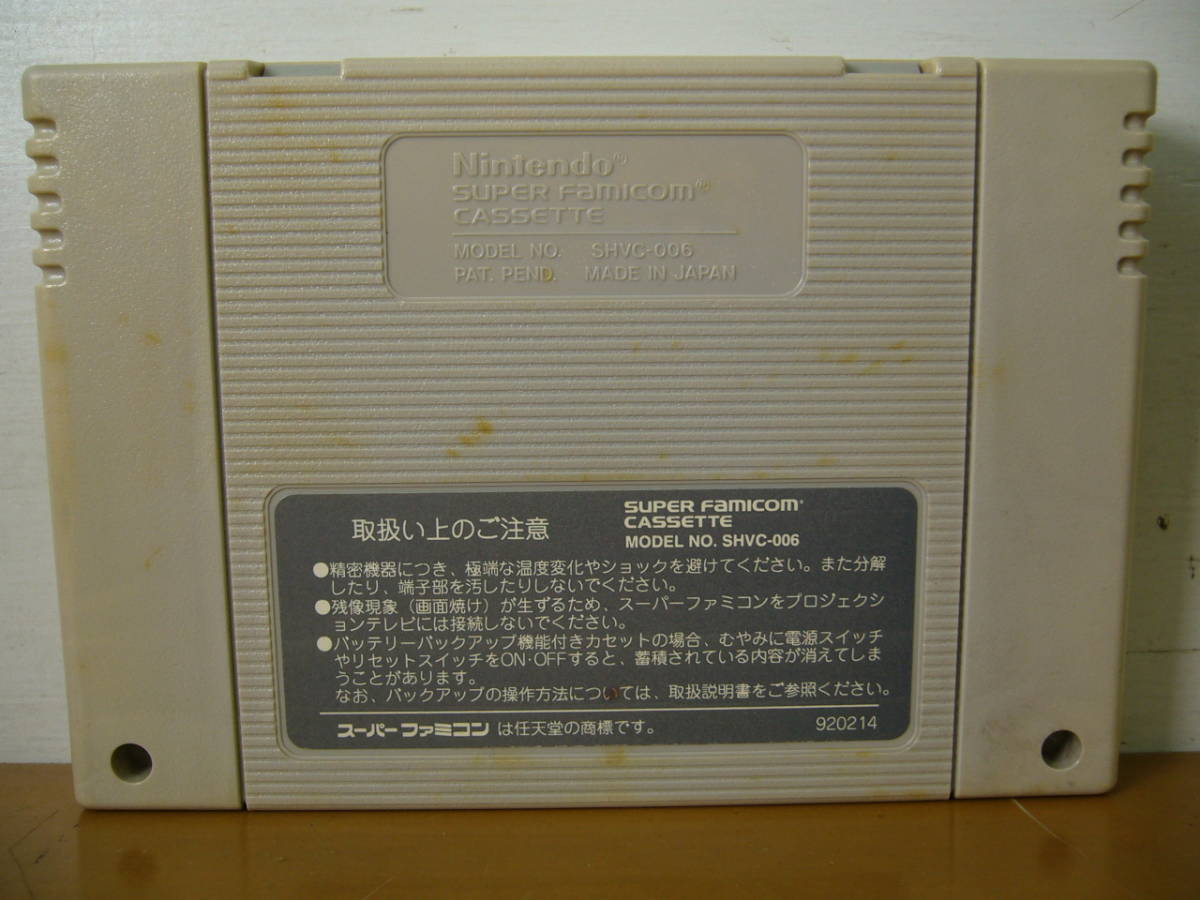 Nintendo®
SUPER FAMICOM®
CASSETTE
MODEL NO. SHVC-006
PAT. PEND. MADE IN JAPAN
取扱い上のご注意
SUPER FAMICOM®
CASSETTE
MODEL NO. SHVC-006
●精密機器につき、極端な温度変化やショックを避けてください。また分解
したり、端子部を汚したりしないでください。
●残像現象（画面焼け）が生ずるため、スーパーファミコンをプロジェクシ
ョンテレビには接続しないでください。
●バッテリーバックアップ機能付きカセットの場合、むやみに電源スイッチ
やリセットスイッチをON·OFFすると、蓄積されている内容が消えてしま
うことがあります。
なお、バックアップの操作方法については、取扱説明書をご参照ください。
スーパーファミコン は任天堂の商標です。
920214